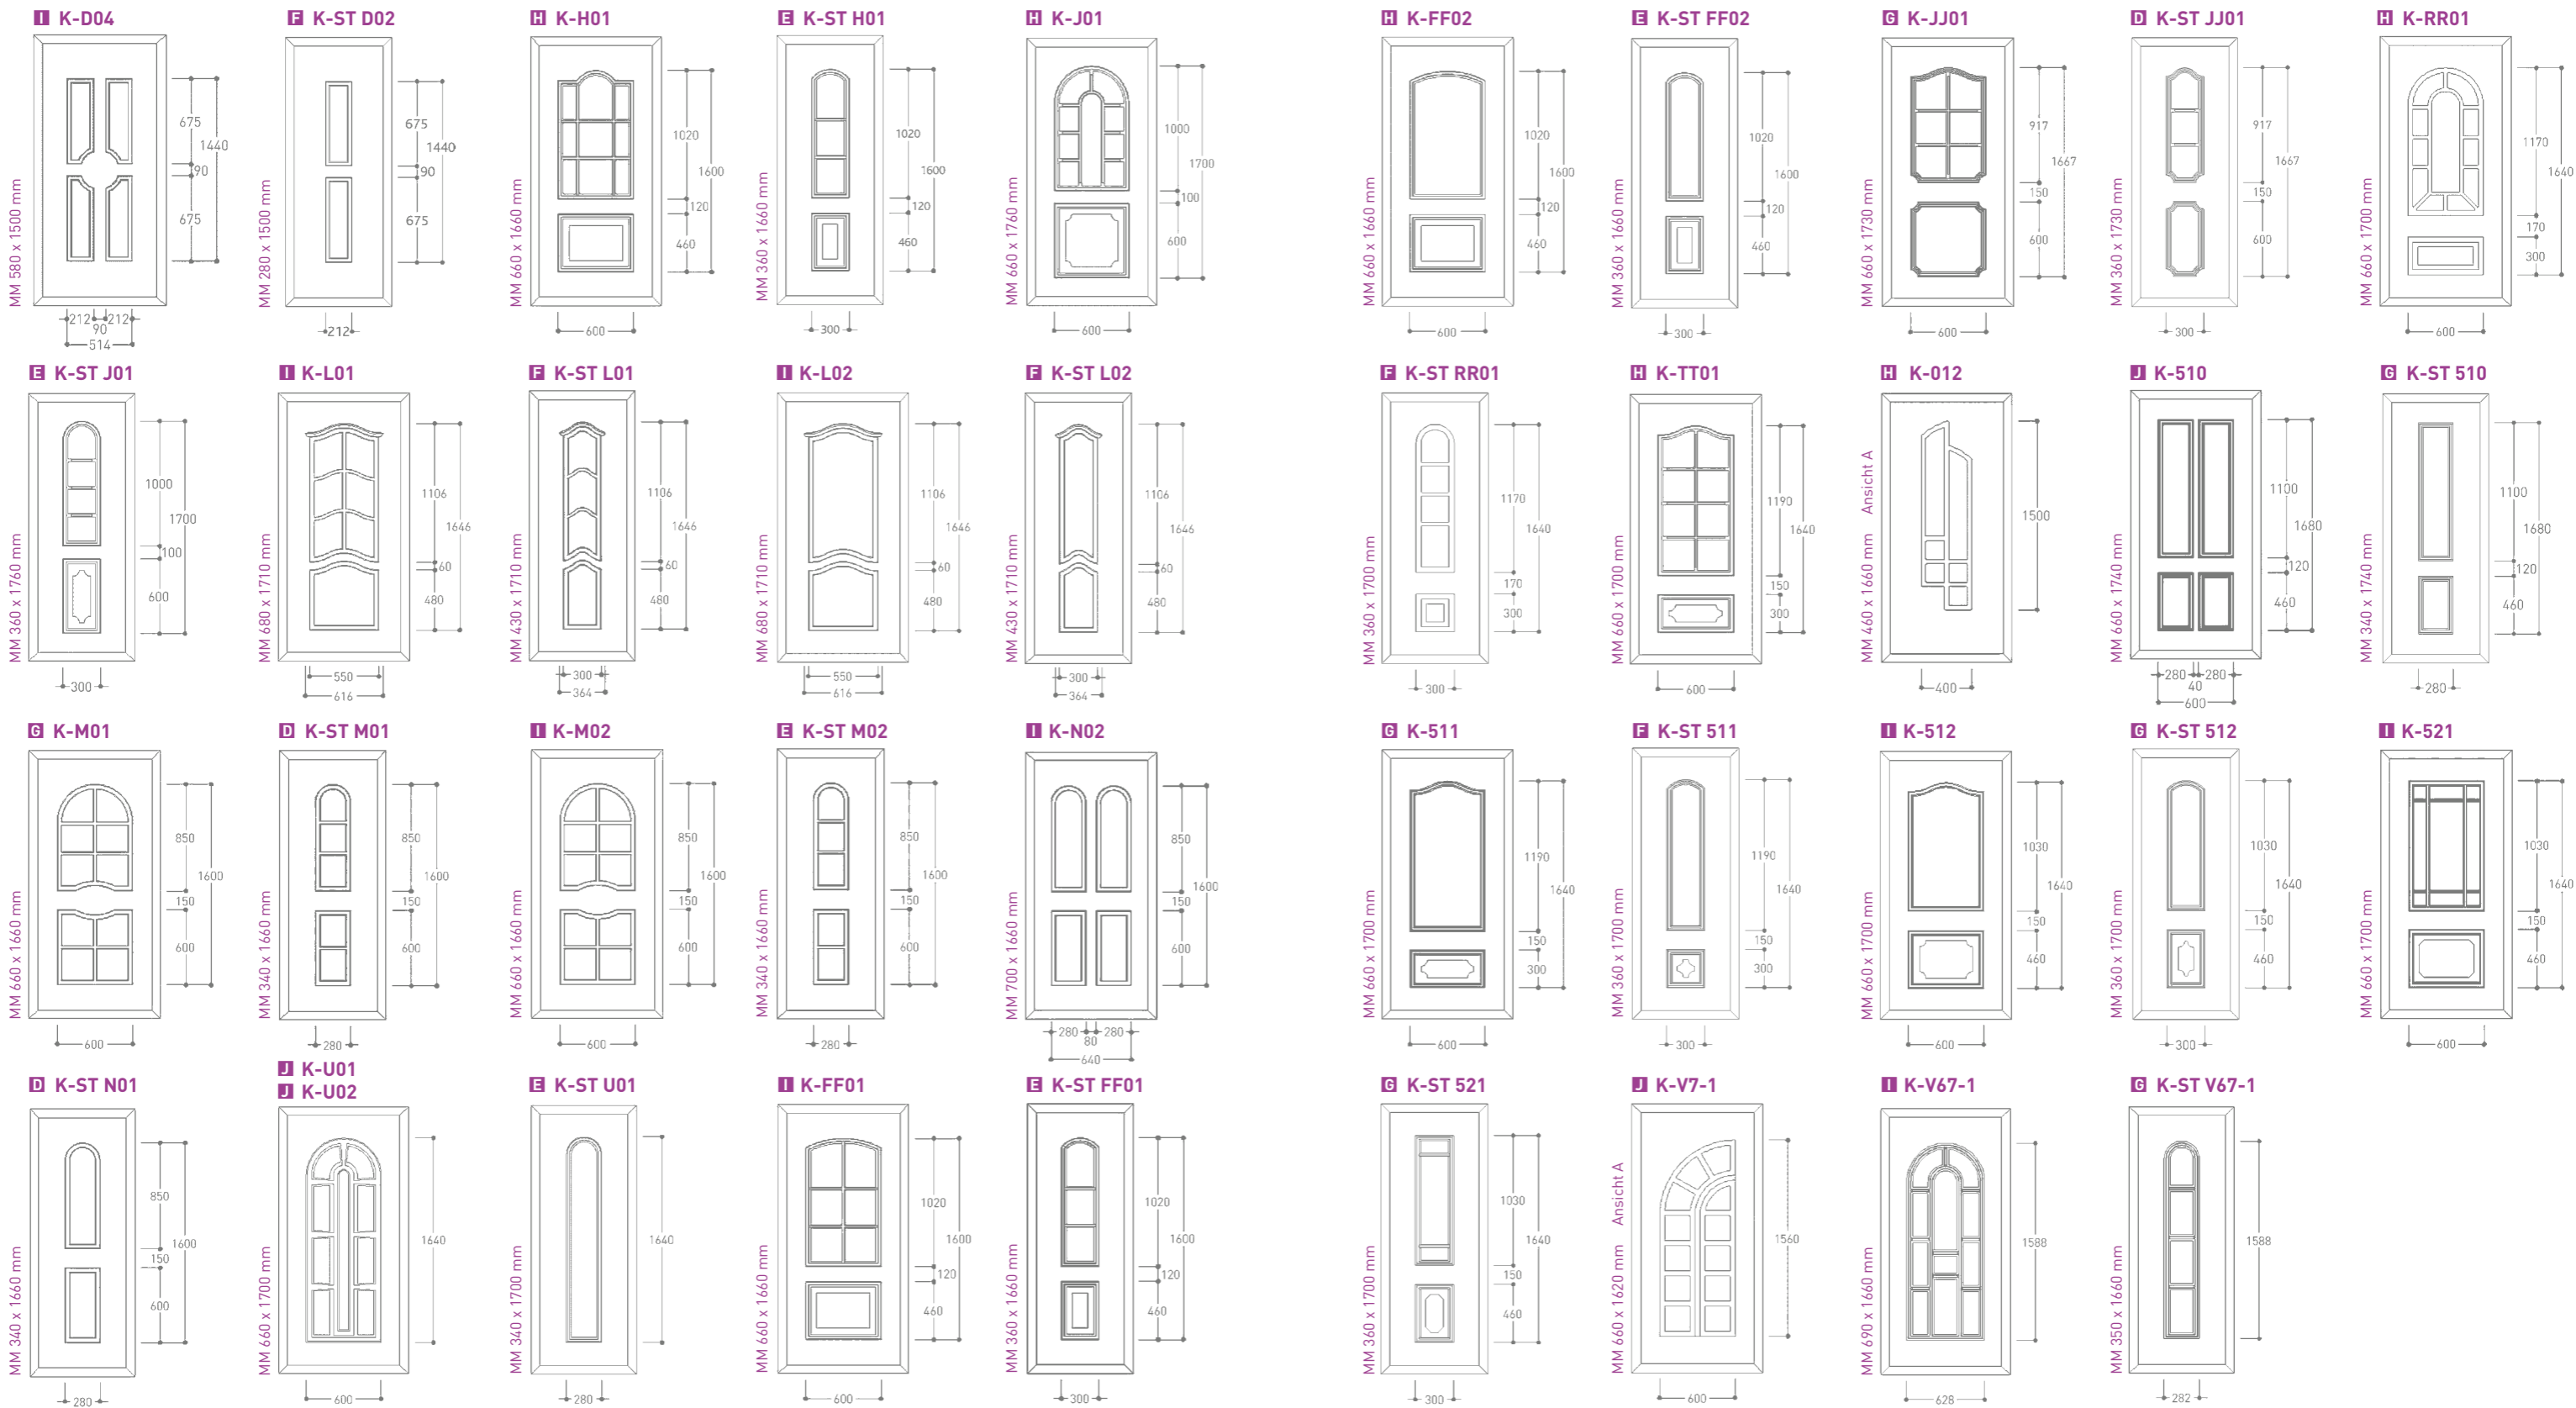 I K-D04
MM 580 x 1500 mm
675
1440
90
675
212 212
90
514
F K-ST D02
MM 280 x 1500 mm
675
1440
90
675
212
H K-H01
MM 660 x 1660 mm
1020
1600
120
460
600
E K-ST H01
MM 360 x 1660 mm
1020
1600
120
460
300
H K-J01
MM 660 x 1760 mm
1000
1700
100
600
600
H K-FF02
MM 660 x 1660 mm
1020
1600
120
460
600
E K-ST FF02
MM 360 x 1660 mm
1020
1600
120
460
300
G K-JJ01
MM 660 x 1730 mm
917
1667
150
600
600
D K-ST JJ01
MM 360 x 1730 mm
917
1667
150
600
300
H K-RR01
MM 660 x 1700 mm
1170
1640
170
300
600
E K-ST J01
MM 360 x 1760 mm
1000
1700
100
600
300
I K-L01
MM 680 x 1710 mm
1106
1646
60
480
550
616
F K-ST L01
MM 430 x 1710 mm
1106
1646
60
480
300
364
I K-L02
MM 680 x 1710 mm
1106
1646
60
480
550
616
F K-ST L02
MM 430 x 1710 mm
1106
1646
60
480
300
364
F K-ST RR01
MM 360 x 1700 mm
1170
1640
170
300
300
H K-TT01
MM 660 x 1700 mm
1190
1640
150
300
600
H K-012
MM 460 x 1660 mm Ansicht A
1500
400
J K-510
MM 660 x 1740 mm
1100
1680
120
460
280 280
40
600
G K-ST 510
MM 340 x 1740 mm
1100
1680
120
460
280
G K-M01
MM 660 x 1660 mm
850
1600
150
600
600
D K-ST M01
MM 340 x 1660 mm
850
1600
150
600
280
I K-M02
MM 660 x 1660 mm
850
1600
150
600
600
E K-ST M02
MM 340 x 1660 mm
850
1600
150
600
280
I K-N02
MM 700 x 1660 mm
850
1600
150
600
280 280
80
640
G K-511
MM 660 x 1700 mm
1190
1640
150
300
600
F K-ST 511
MM 360 x 1700 mm
1190
1640
150
300
300
I K-512
MM 660 x 1700 mm
1030
1640
150
460
600
G K-ST 512
MM 360 x 1700 mm
1030
1640
150
460
300
I K-521
MM 660 x 1700 mm
1030
1640
150
460
600
D K-ST N01
MM 340 x 1660 mm
850
1600
150
600
280
J K-U01
J K-U02
MM 660 x 1700 mm
1640
600
E K-ST U01
MM 340 x 1700 mm
1640
280
I K-FF01
MM 660 x 1660 mm
1020
1600
120
460
600
E K-ST FF01
MM 360 x 1660 mm
1020
1600
120
460
300
G K-ST 521
MM 360 x 1700 mm
1030
1640
150
460
300
J K-V7-1
MM 660 x 1620 mm Ansicht A
1560
600
I K-V67-1
MM 690 x 1660 mm
1588
628
G K-ST V67-1
MM 350 x 1660 mm
1588
282